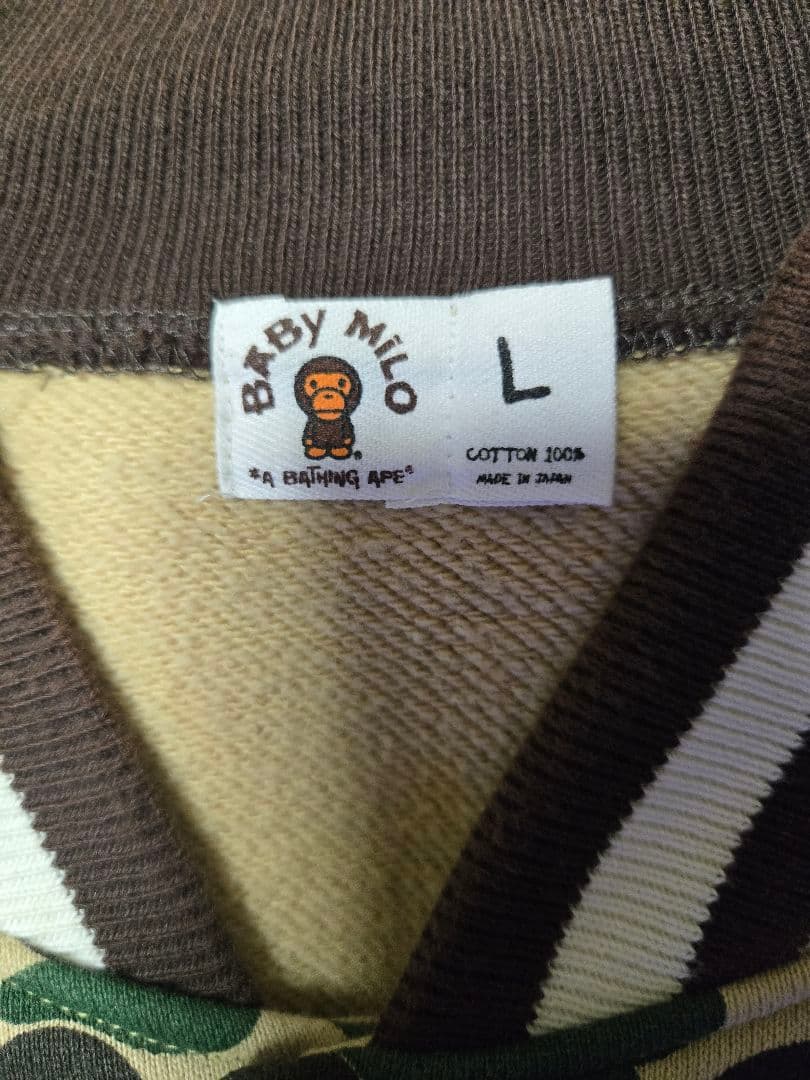 BABY MiLO
®
*A BATHING APE®
L
COTTON 100%
MADE IN JAPAN